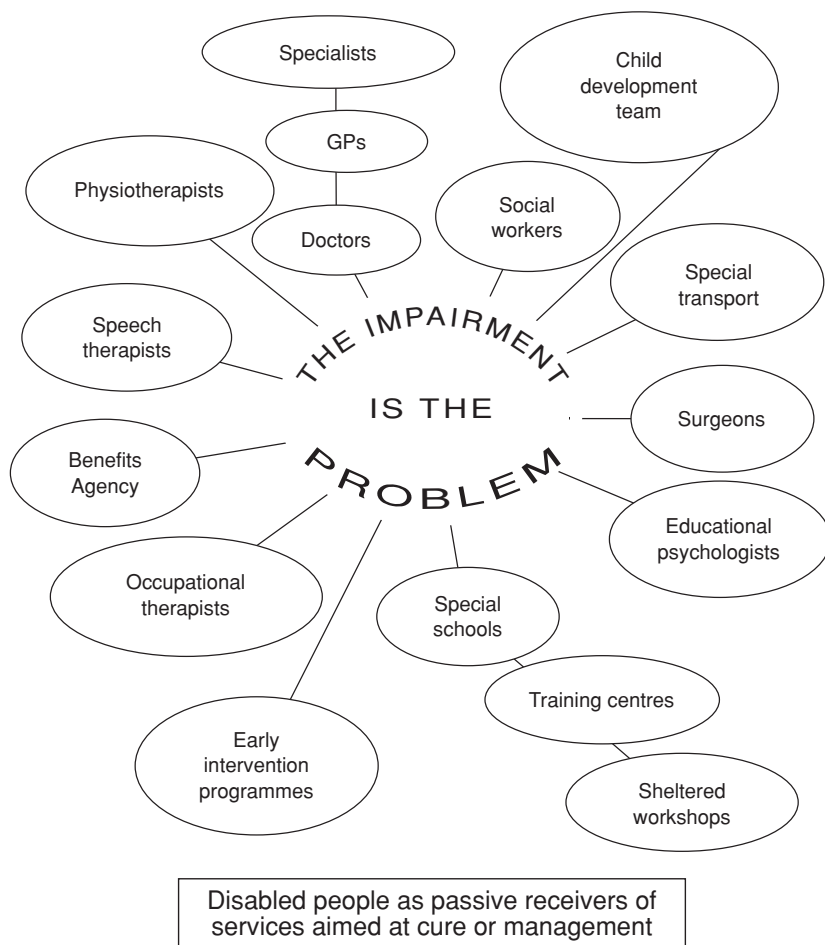 Specialists
Child
development
team
GPs
Physiotherapists
Social
workers
Doctors
Special
transport
Speech
therapists
THE IMPAIRMENT
IS THE
PROBLEM
Surgeons
Benefits
Agency
Educational
psychologists
Occupational
therapists
Special
schools
Training centres
Early
intervention
programmes
Sheltered
workshops
Disabled people as passive receivers of
services aimed at cure or management